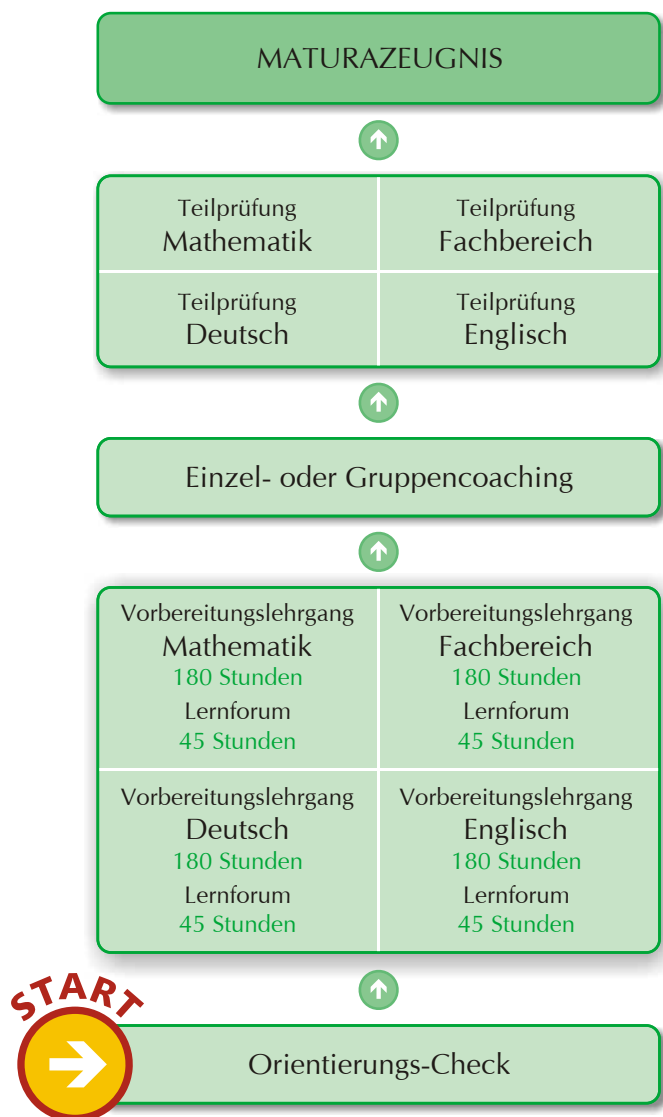 MATURAZEUGNIS
Teilprüfung
Mathematik
Teilprüfung
Fachbereich
Teilprüfung
Deutsch
Teilprüfung
Englisch
Einzel- oder Gruppencoaching
Vorbereitungslehrgang
Mathematik
180 Stunden
Lernforum
45 Stunden
Vorbereitungslehrgang
Fachbereich
180 Stunden
Lernforum
45 Stunden
Vorbereitungslehrgang
Deutsch
180 Stunden
Lernforum
45 Stunden
Vorbereitungslehrgang
Englisch
180 Stunden
Lernforum
45 Stunden
START
Orientierungs-Check